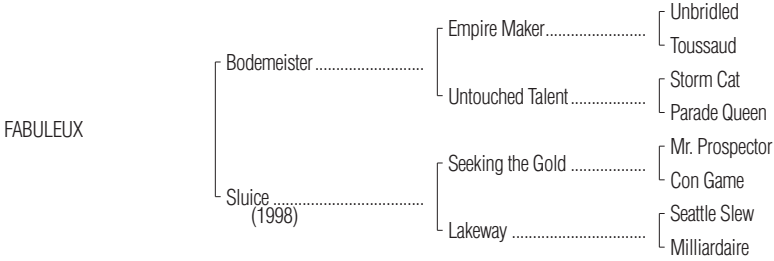 Unbridled
Empire Maker........................
Toussaud
Bodemeister..........................
Storm Cat
Untouched Talent..................
Parade Queen
FABULEUX
Mr. Prospector
Seeking the Gold ..................
Con Game
Sluice ....................................
(1998)
Seattle Slew
Lakeway ................................
Milliardaire